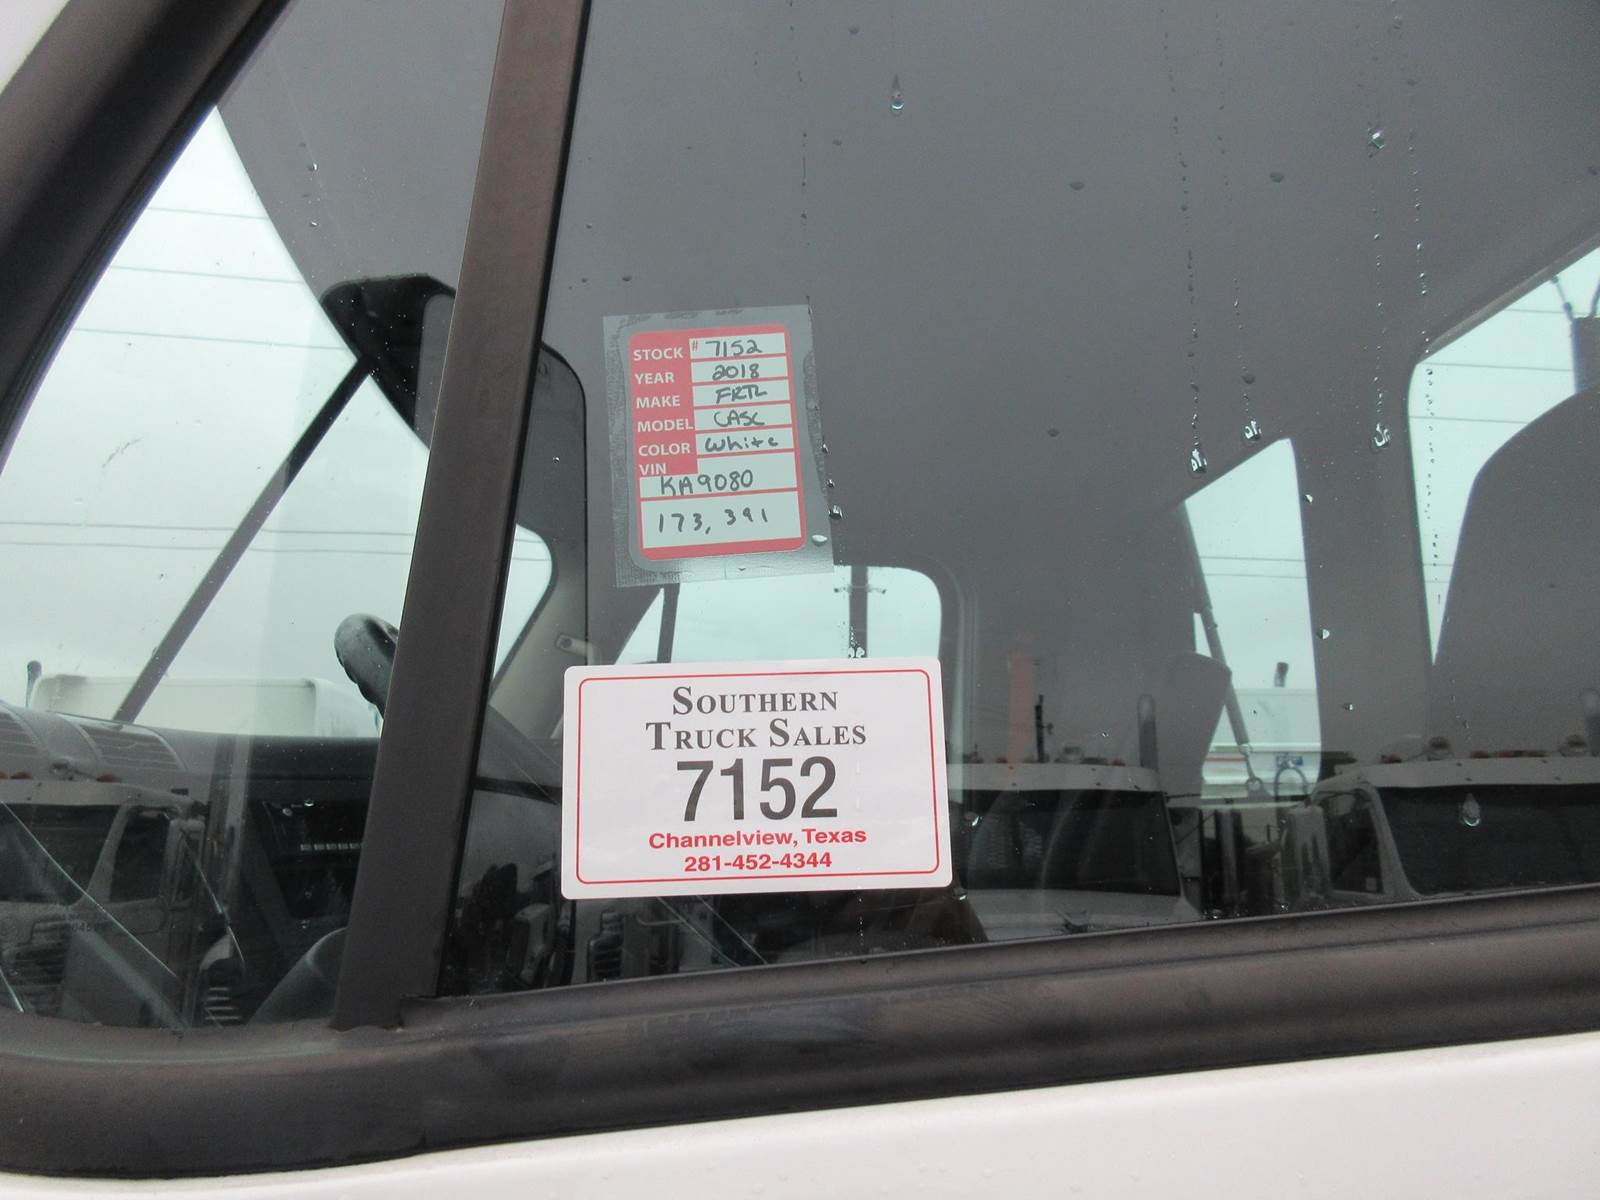 STOCK # 7152
YEAR 2018
MAKE FRTL
MODEL CASC
COLOR White
VIN
KA9080
173,391
SOUTHERN
TRUCK SALES
7152
Channelview, Texas
281-452-4344